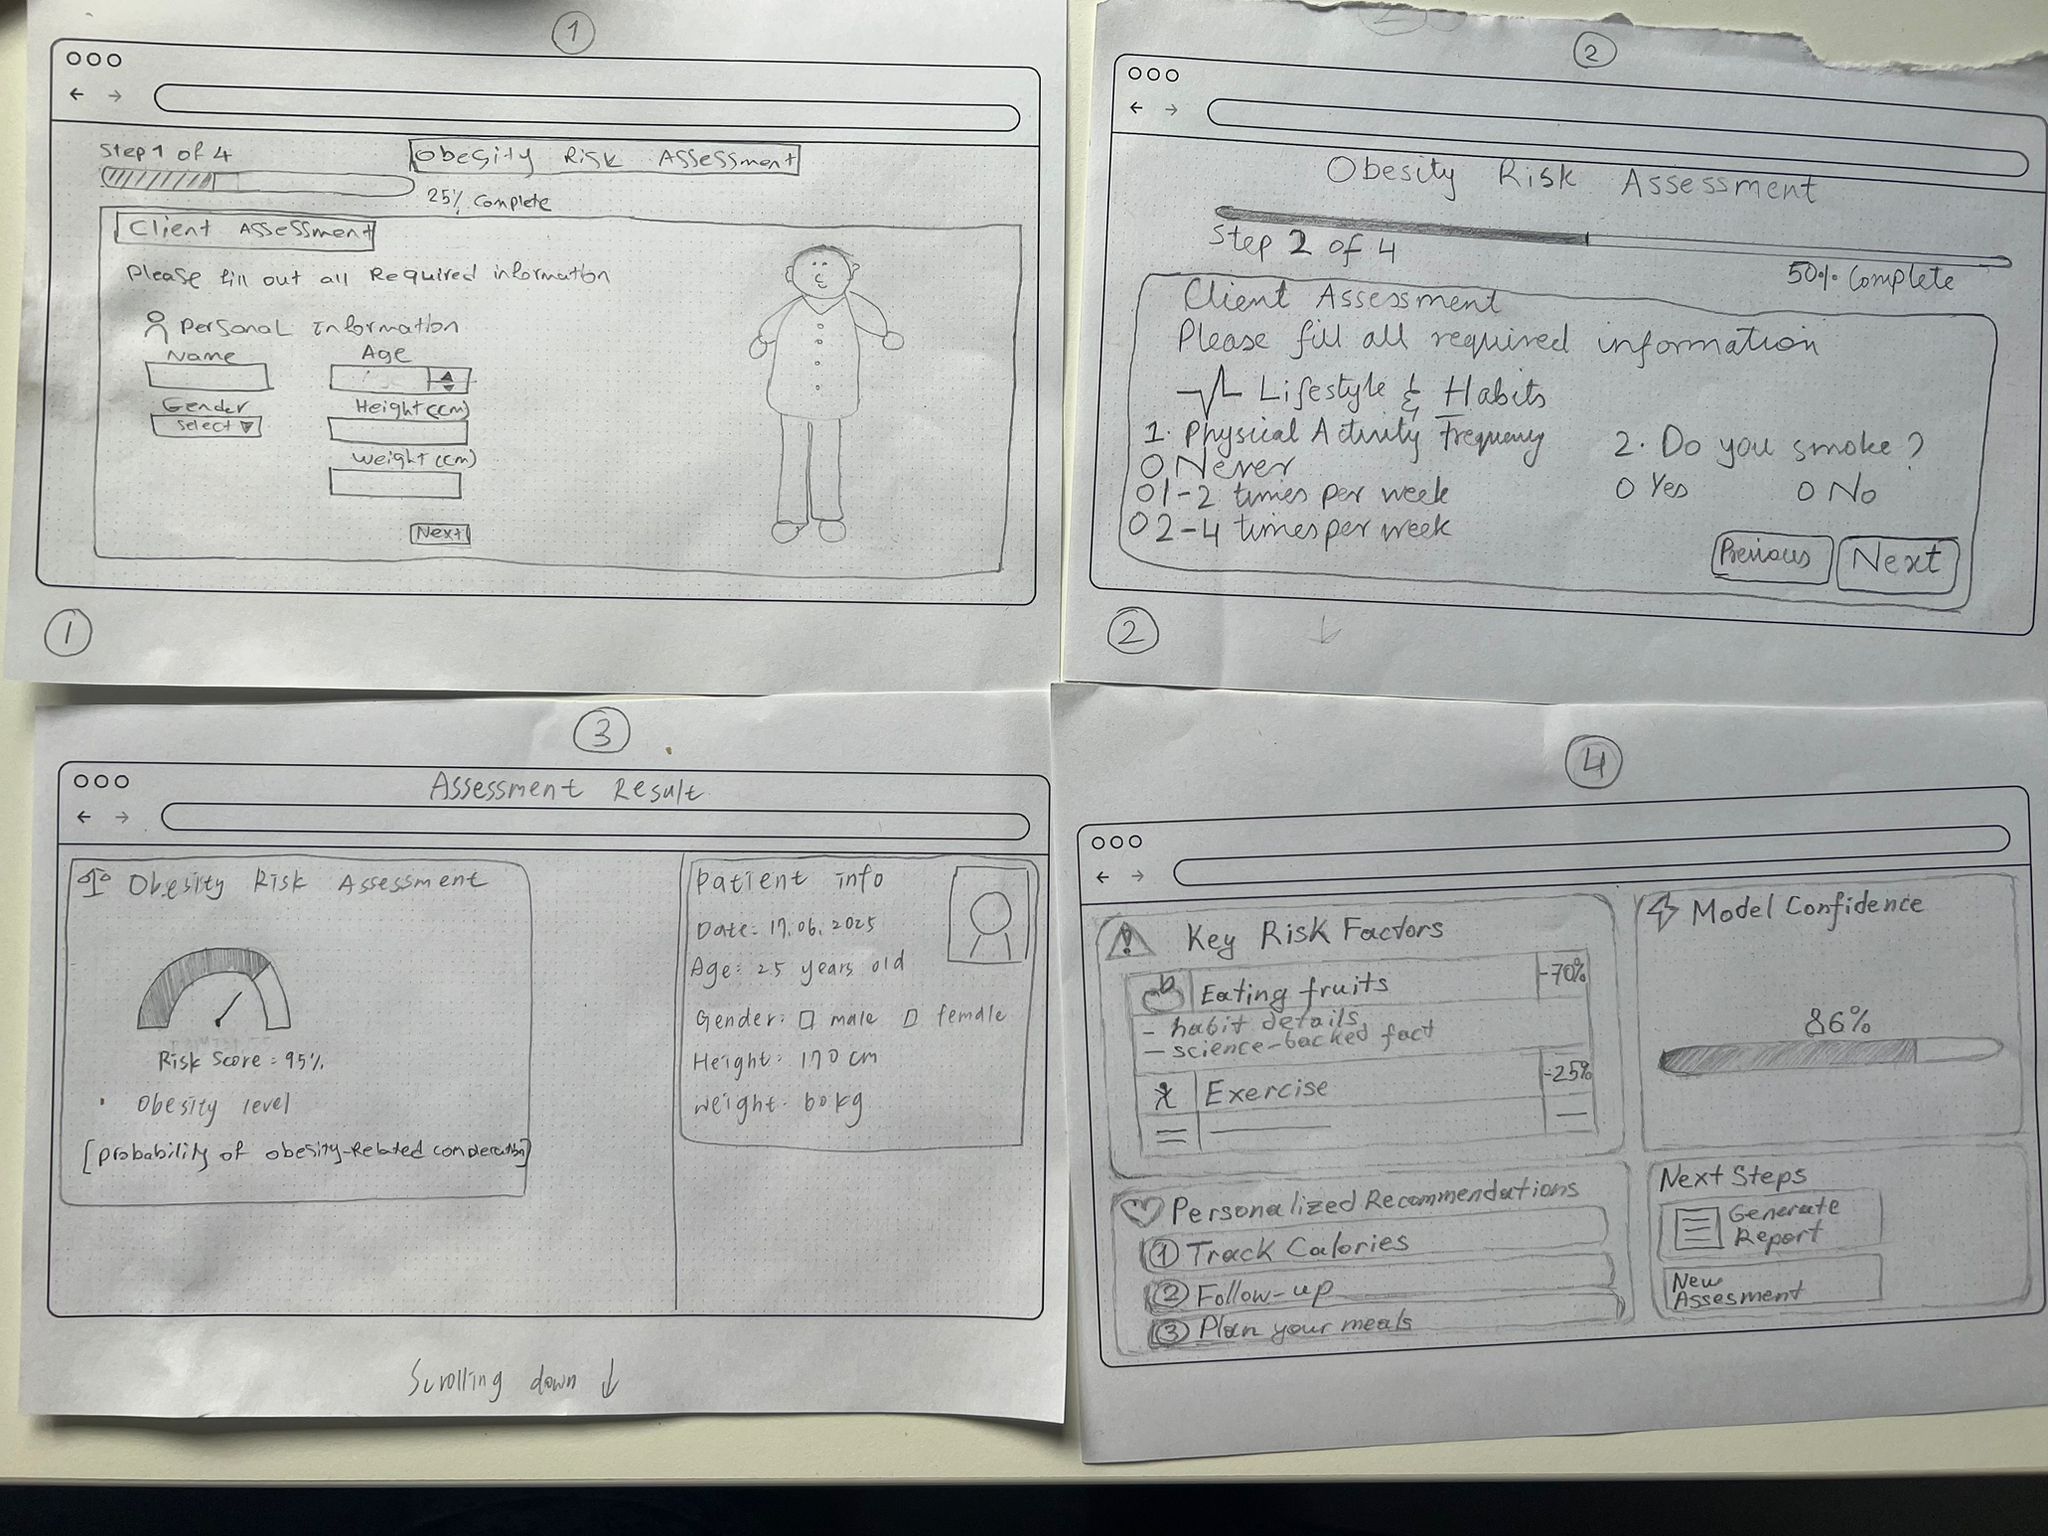 1
Step 1 of 4
Obesity Risk Assessment
25% Complete
Client Assessment
Please fill out all Required information
Personal Information
Name
Age
Gender
Select
Height (cm)
Weight (cm)
Next
1
2
Obesity Risk Assessment
Step 2 of 4
50% Complete
Client Assessment
Please fill all required information
Lifestyle & Habits
1. Physical Activity Frequency
Never
1-2 times per week
2-4 times per week
2. Do you smoke?
Yes No
Previous Next
2
3
Assessment Result
Obesity Risk Assessment
Risk Score = 95%
Obesity level
[probability of obesity-Related
Patient info
Date: 17.06.2025
Age: 25 years old
Gender: male female
Height: 170 cm
Weight: 60 kg
Scrolling down ↓
4
Key Risk Factors
Eating fruits -70%
- habit details
- science-backed fact
Exercise -25%
Model Confidence
86%
Personalized Recommendations
1 Track Calories
2 Follow-up
3 Plan your meals
Next Steps
Generate
Report
New
Assesment